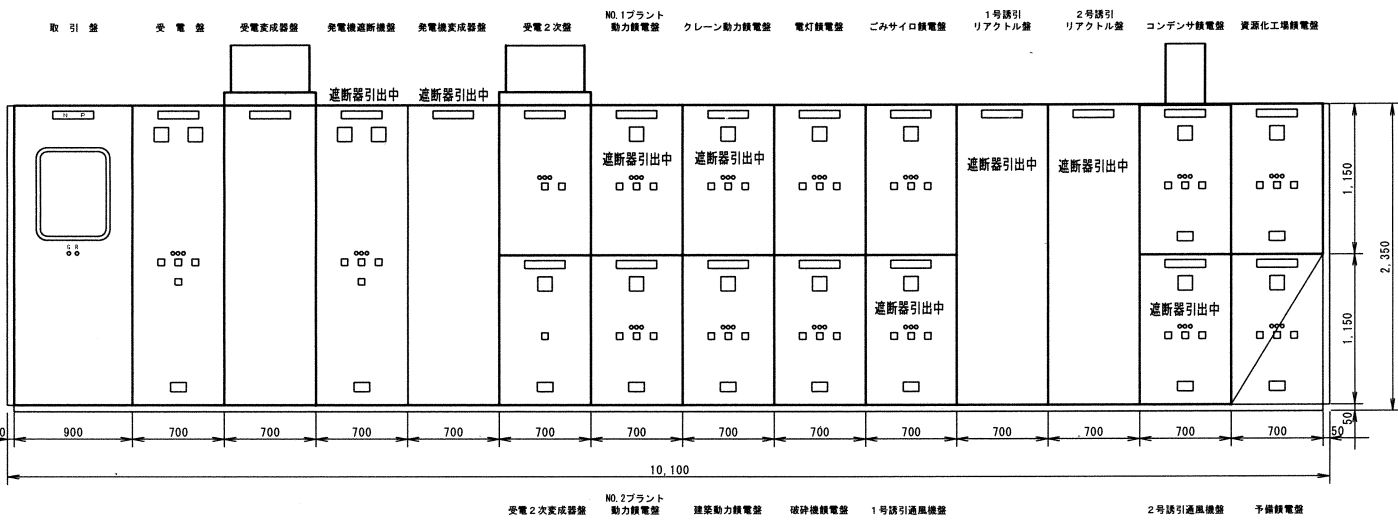 取引盤 受電盤 受電変成器盤 発電機遮断機盤 発電機変成器盤 受電2次盤 NO.1プラント動力饋電盤 クレーン動力饋電盤 電灯饋電盤 ごみサイロ饋電盤 1号誘引リアクトル盤 2号誘引リアクトル盤 コンデンサ饋電盤 資源化工場饋電盤
遮断器引出中 遮断器引出中
N P
遮断器引出中 遮断器引出中 遮断器引出中 遮断器引出中
G R
遮断器引出中 遮断器引出中
1,150
1,150
2,350
50
900 700 700 700 700 700 700 700 700 700 700 700 700 700 50
10,100
受電2次変成器盤 NO.2プラント動力饋電盤 建築動力饋電盤 破砕機饋電盤 1号誘引通風機盤 2号誘引通風機盤 予備饋電盤